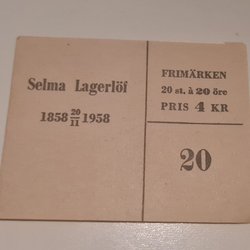 Selma Lagerlöf
1858 20/11 1958
FRIMÄRKEN
20 st. à 20 öre
PRIS 4 KR
20